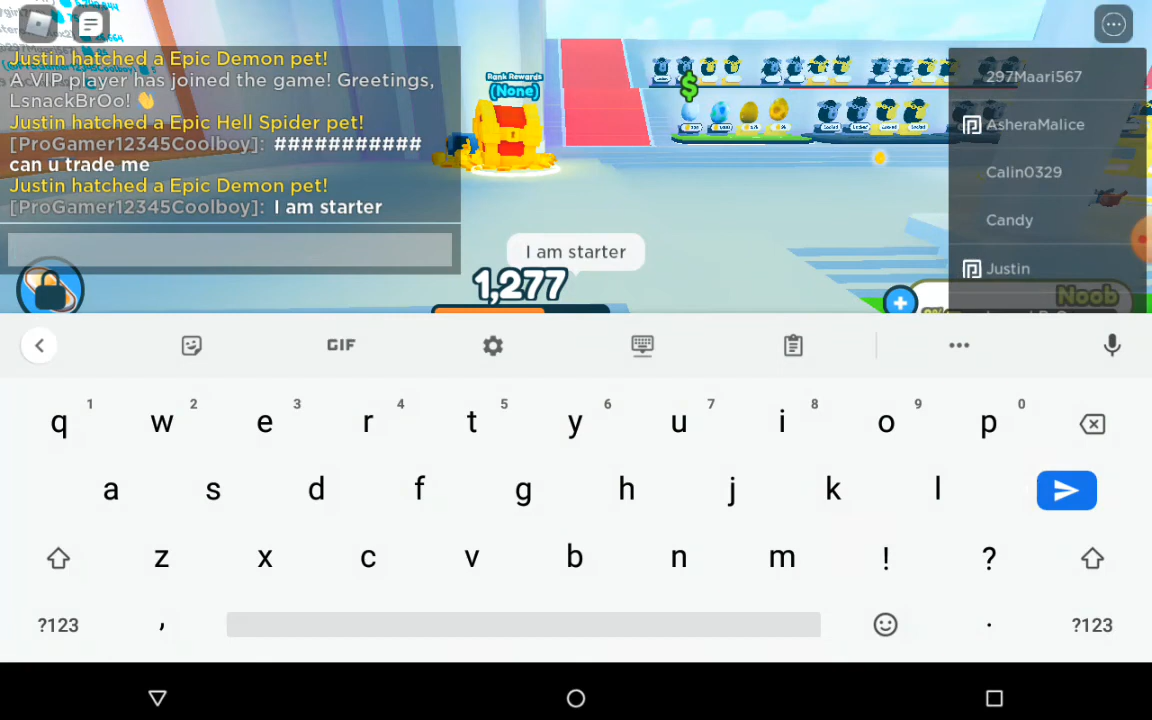 Justin hatched a Epic Demon pet!
A VIP player has joined the game! Greetings,
LsnackBrOo! 👋
Justin hatched a Epic Hell Spider pet!
[ProGamer12345Coolboy]: ###########
can u trade me
Justin hatched a Epic Demon pet!
[ProGamer12345Coolboy]: I am starter
Rank Rewards
(None)
$
297Maari567
AsheraMalice
Calin0329
Candy
Justin
I am starter
1,277
Noob
GIF
q 1 w 2 e 3 r 4 t 5 y 6 u 7 i 8 o 9 p 0
a s d f g h j k l
z x c v b n m ! ?
?123 , . ?123